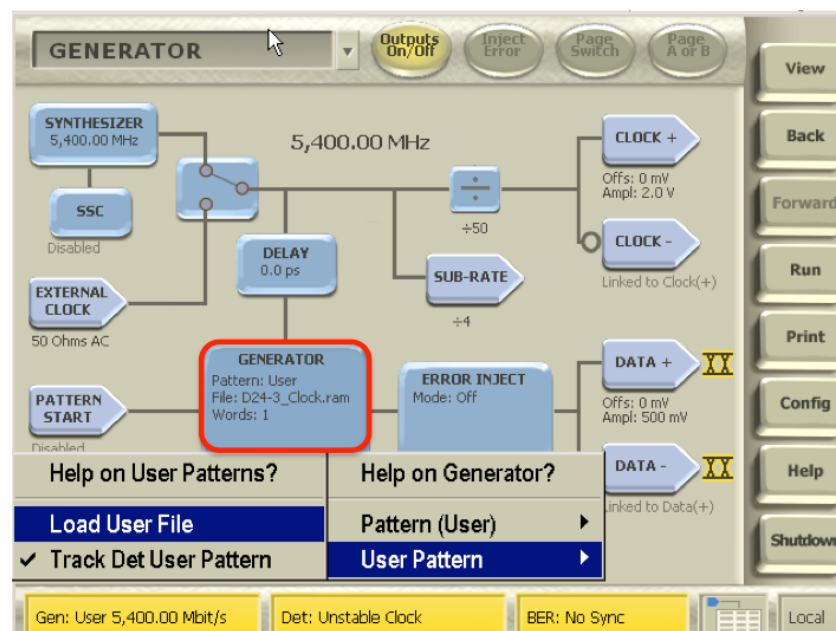 GENERATOR
Outputs
On/Off
Inject
Error
Page
Switch
Page
A or B
View
Back
Forward
Run
Print
Config
Help
Shutdown
SYNTHESIZER
5,400.00 MHz
SSC
Disabled
EXTERNAL
CLOCK
50 Ohms AC
PATTERN
START
Disabled
5,400.00 MHz
DELAY
0.0 ps
÷
÷50
SUB-RATE
÷4
CLOCK +
Offs: 0 mV
Ampl: 2.0 V
CLOCK -
Linked to Clock(+)
GENERATOR
Pattern: User
File: D24-3_Clock.ram
Words: 1
ERROR INJECT
Mode: Off
DATA +
Offs: 0 mV
Ampl: 500 mV
DATA -
Linked to Data(+)
Help on User Patterns?
Load User File
✓ Track Det User Pattern
Help on Generator?
Pattern (User)
User Pattern
Gen: User 5,400.00 Mbit/s
Det: Unstable Clock
BER: No Sync
Local